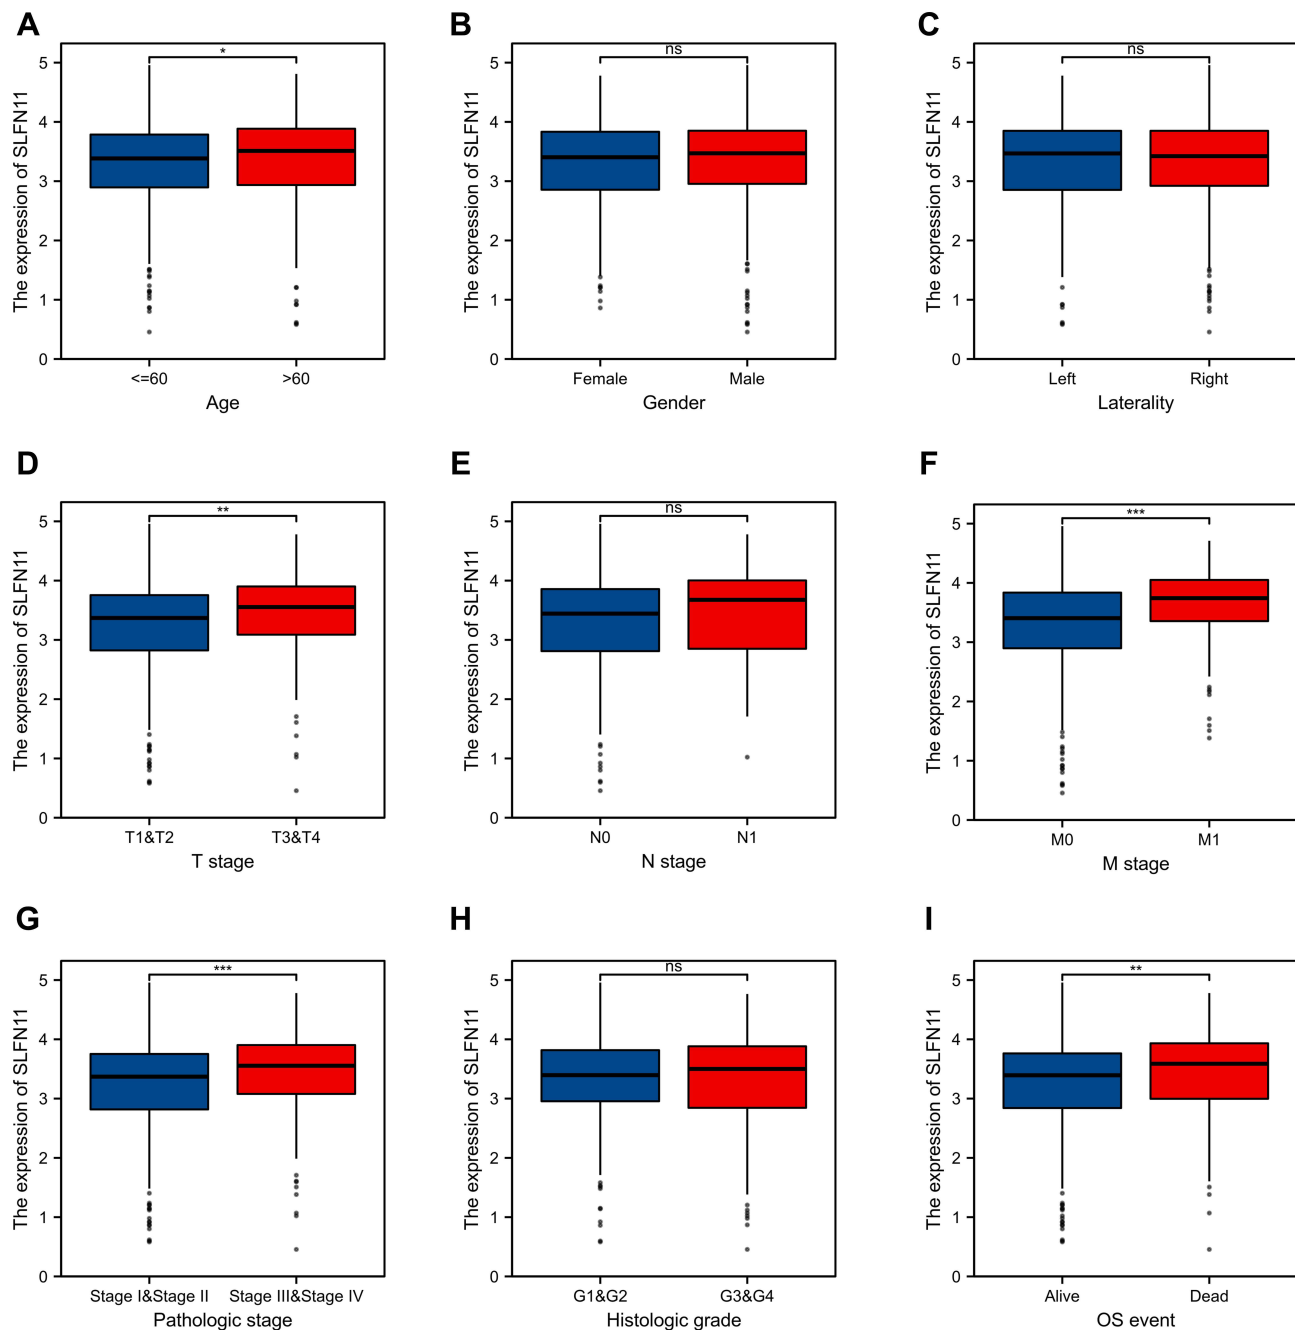 A
The expression of SLFN11
5
4
3
2
1
0
*
<=60
>60
Age
B
The expression of SLFN11
5
4
3
2
1
0
ns
Female
Male
Gender
C
The expression of SLFN11
5
4
3
2
1
0
ns
Left
Right
Laterality
D
The expression of SLFN11
5
4
3
2
1
0
**
T1&T2
T3&T4
T stage
E
The expression of SLFN11
5
4
3
2
1
0
ns
N0
N1
N stage
F
The expression of SLFN11
5
4
3
2
1
0
***
M0
M1
M stage
G
The expression of SLFN11
5
4
3
2
1
0
***
Stage I&Stage II
Stage III&Stage IV
Pathologic stage
H
The expression of SLFN11
5
4
3
2
1
0
ns
G1&G2
G3&G4
Histologic grade
I
The expression of SLFN11
5
4
3
2
1
0
**
Alive
Dead
OS event